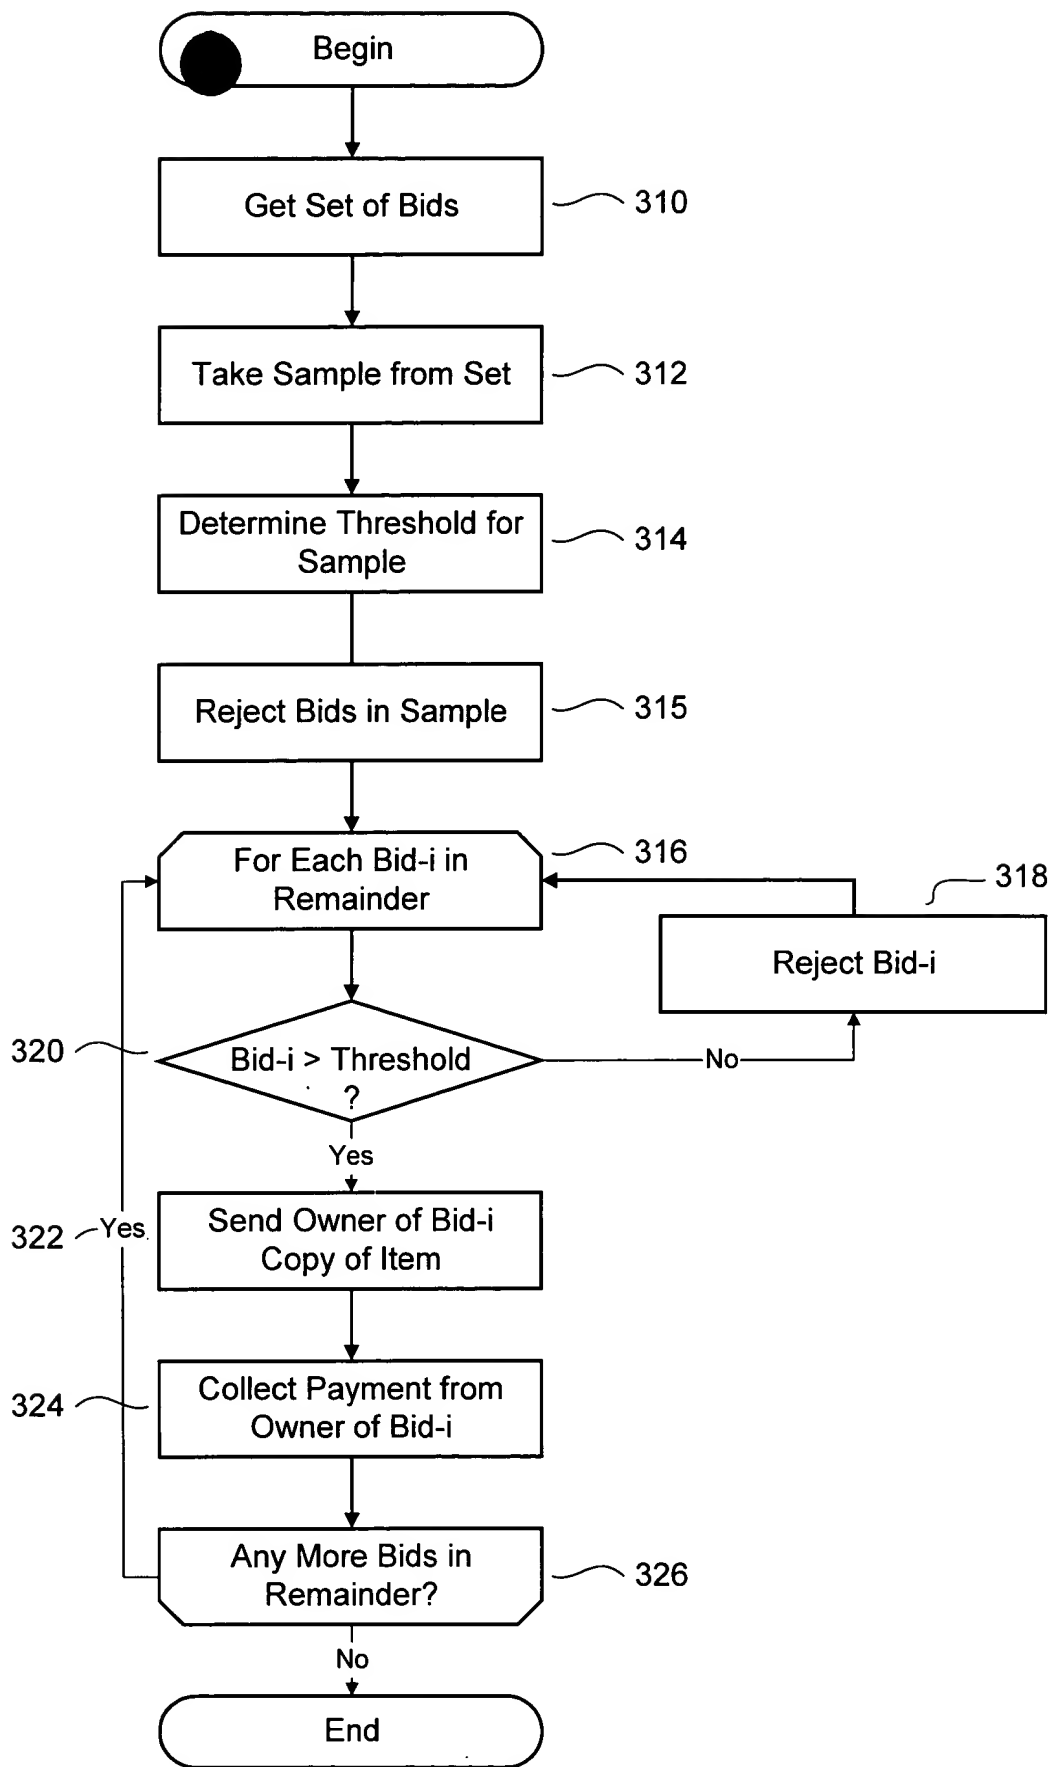 Begin
Get Set of Bids
310
Take Sample from Set
312
Determine Threshold for
Sample
314
Reject Bids in Sample
315
For Each Bid-i in
Remainder
316
318
Reject Bid-i
320
Bid-i > Threshold
?
No
Yes
322
Yes
Send Owner of Bid-i
Copy of Item
324
Collect Payment from
Owner of Bid-i
Any More Bids in
Remainder?
326
No
End